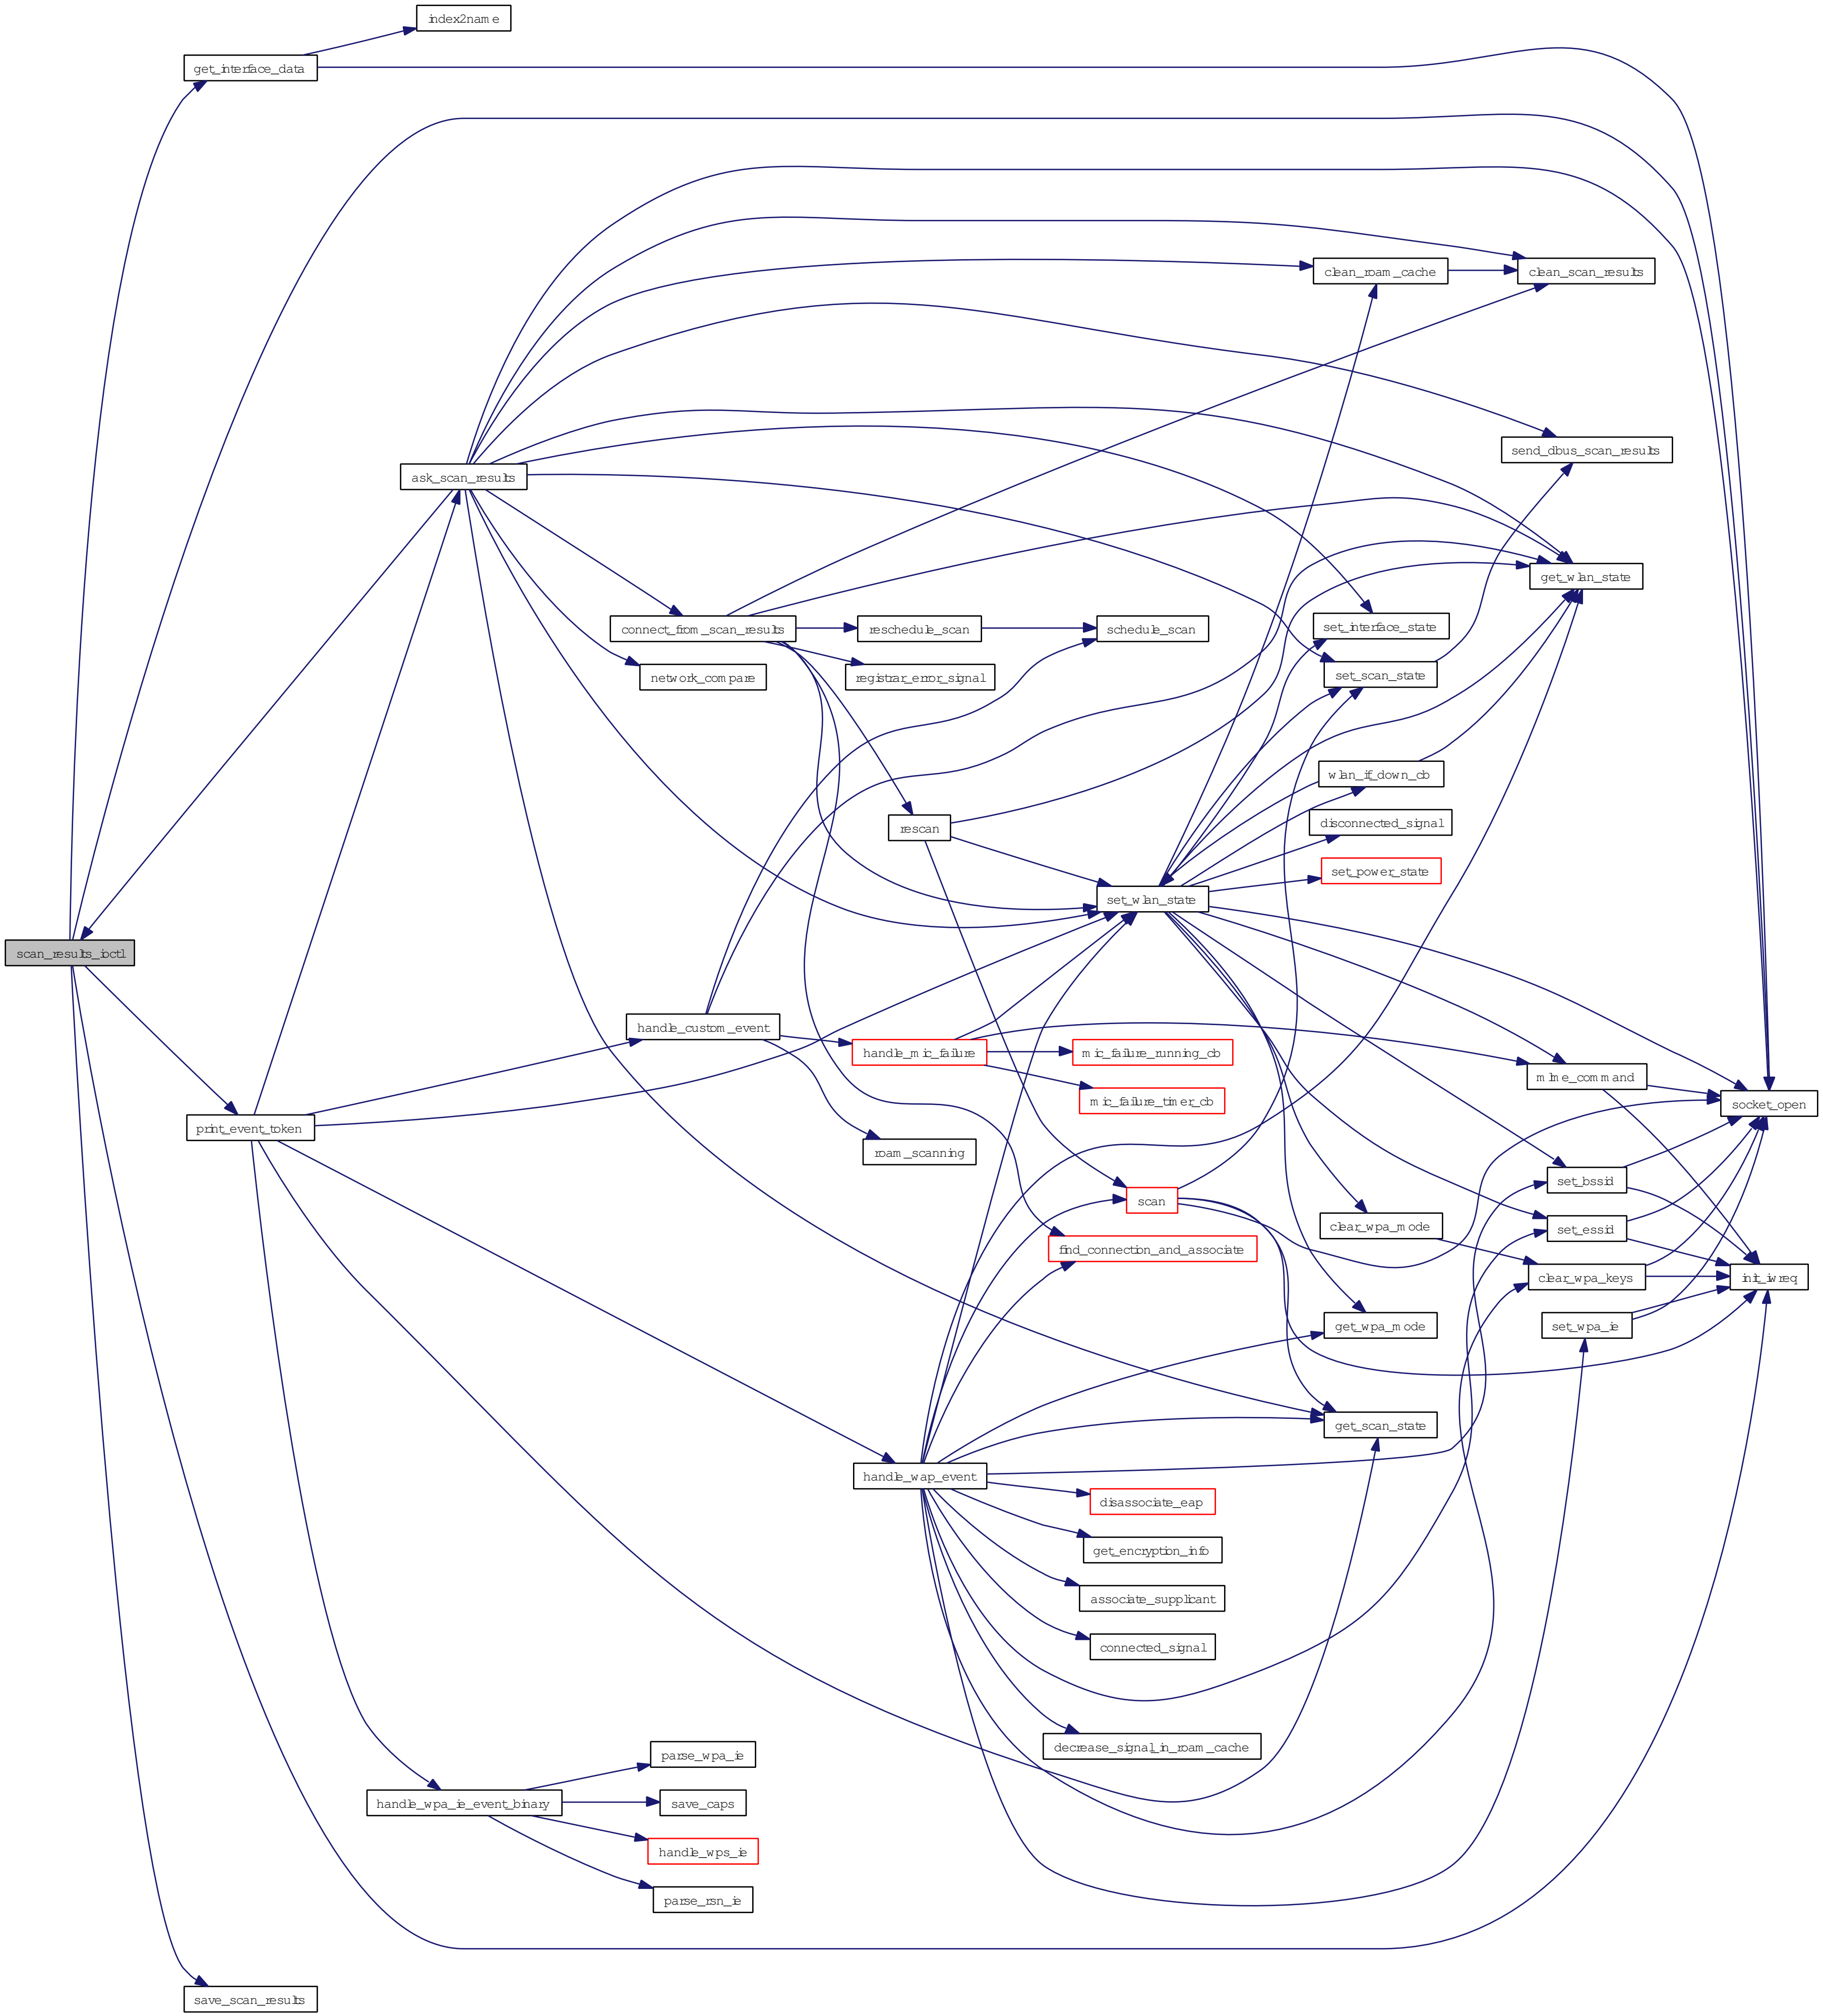 index2name
get_interface_data
clean_roam_cache
clean_scan_results
send_dbus_scan_results
ask_scan_results
get_wlan_state
connect_from_scan_results
reschedule_scan
schedule_scan
set_interface_state
network_compare
registrar_error_signal
set_scan_state
wlan_if_down_cb
rescan
disconnected_signal
set_power_state
set_wlan_state
scan_results_ioctl
handle_custom_event
handle_mic_failure
mic_failure_running_cb
mlme_command
mic_failure_timer_cb
socket_open
print_event_token
roam_scanning
set_bssid
scan
clear_wpa_mode
set_essid
find_connection_and_associate
clear_wpa_keys
init_iwreq
get_wpa_mode
set_wpa_ie
get_scan_state
handle_wap_event
disassociate_eap
get_encryption_info
associate_supplicant
connected_signal
decrease_signal_in_roam_cache
parse_wpa_ie
handle_wpa_ie_event_binary
save_caps
handle_wps_ie
parse_rsn_ie
save_scan_results